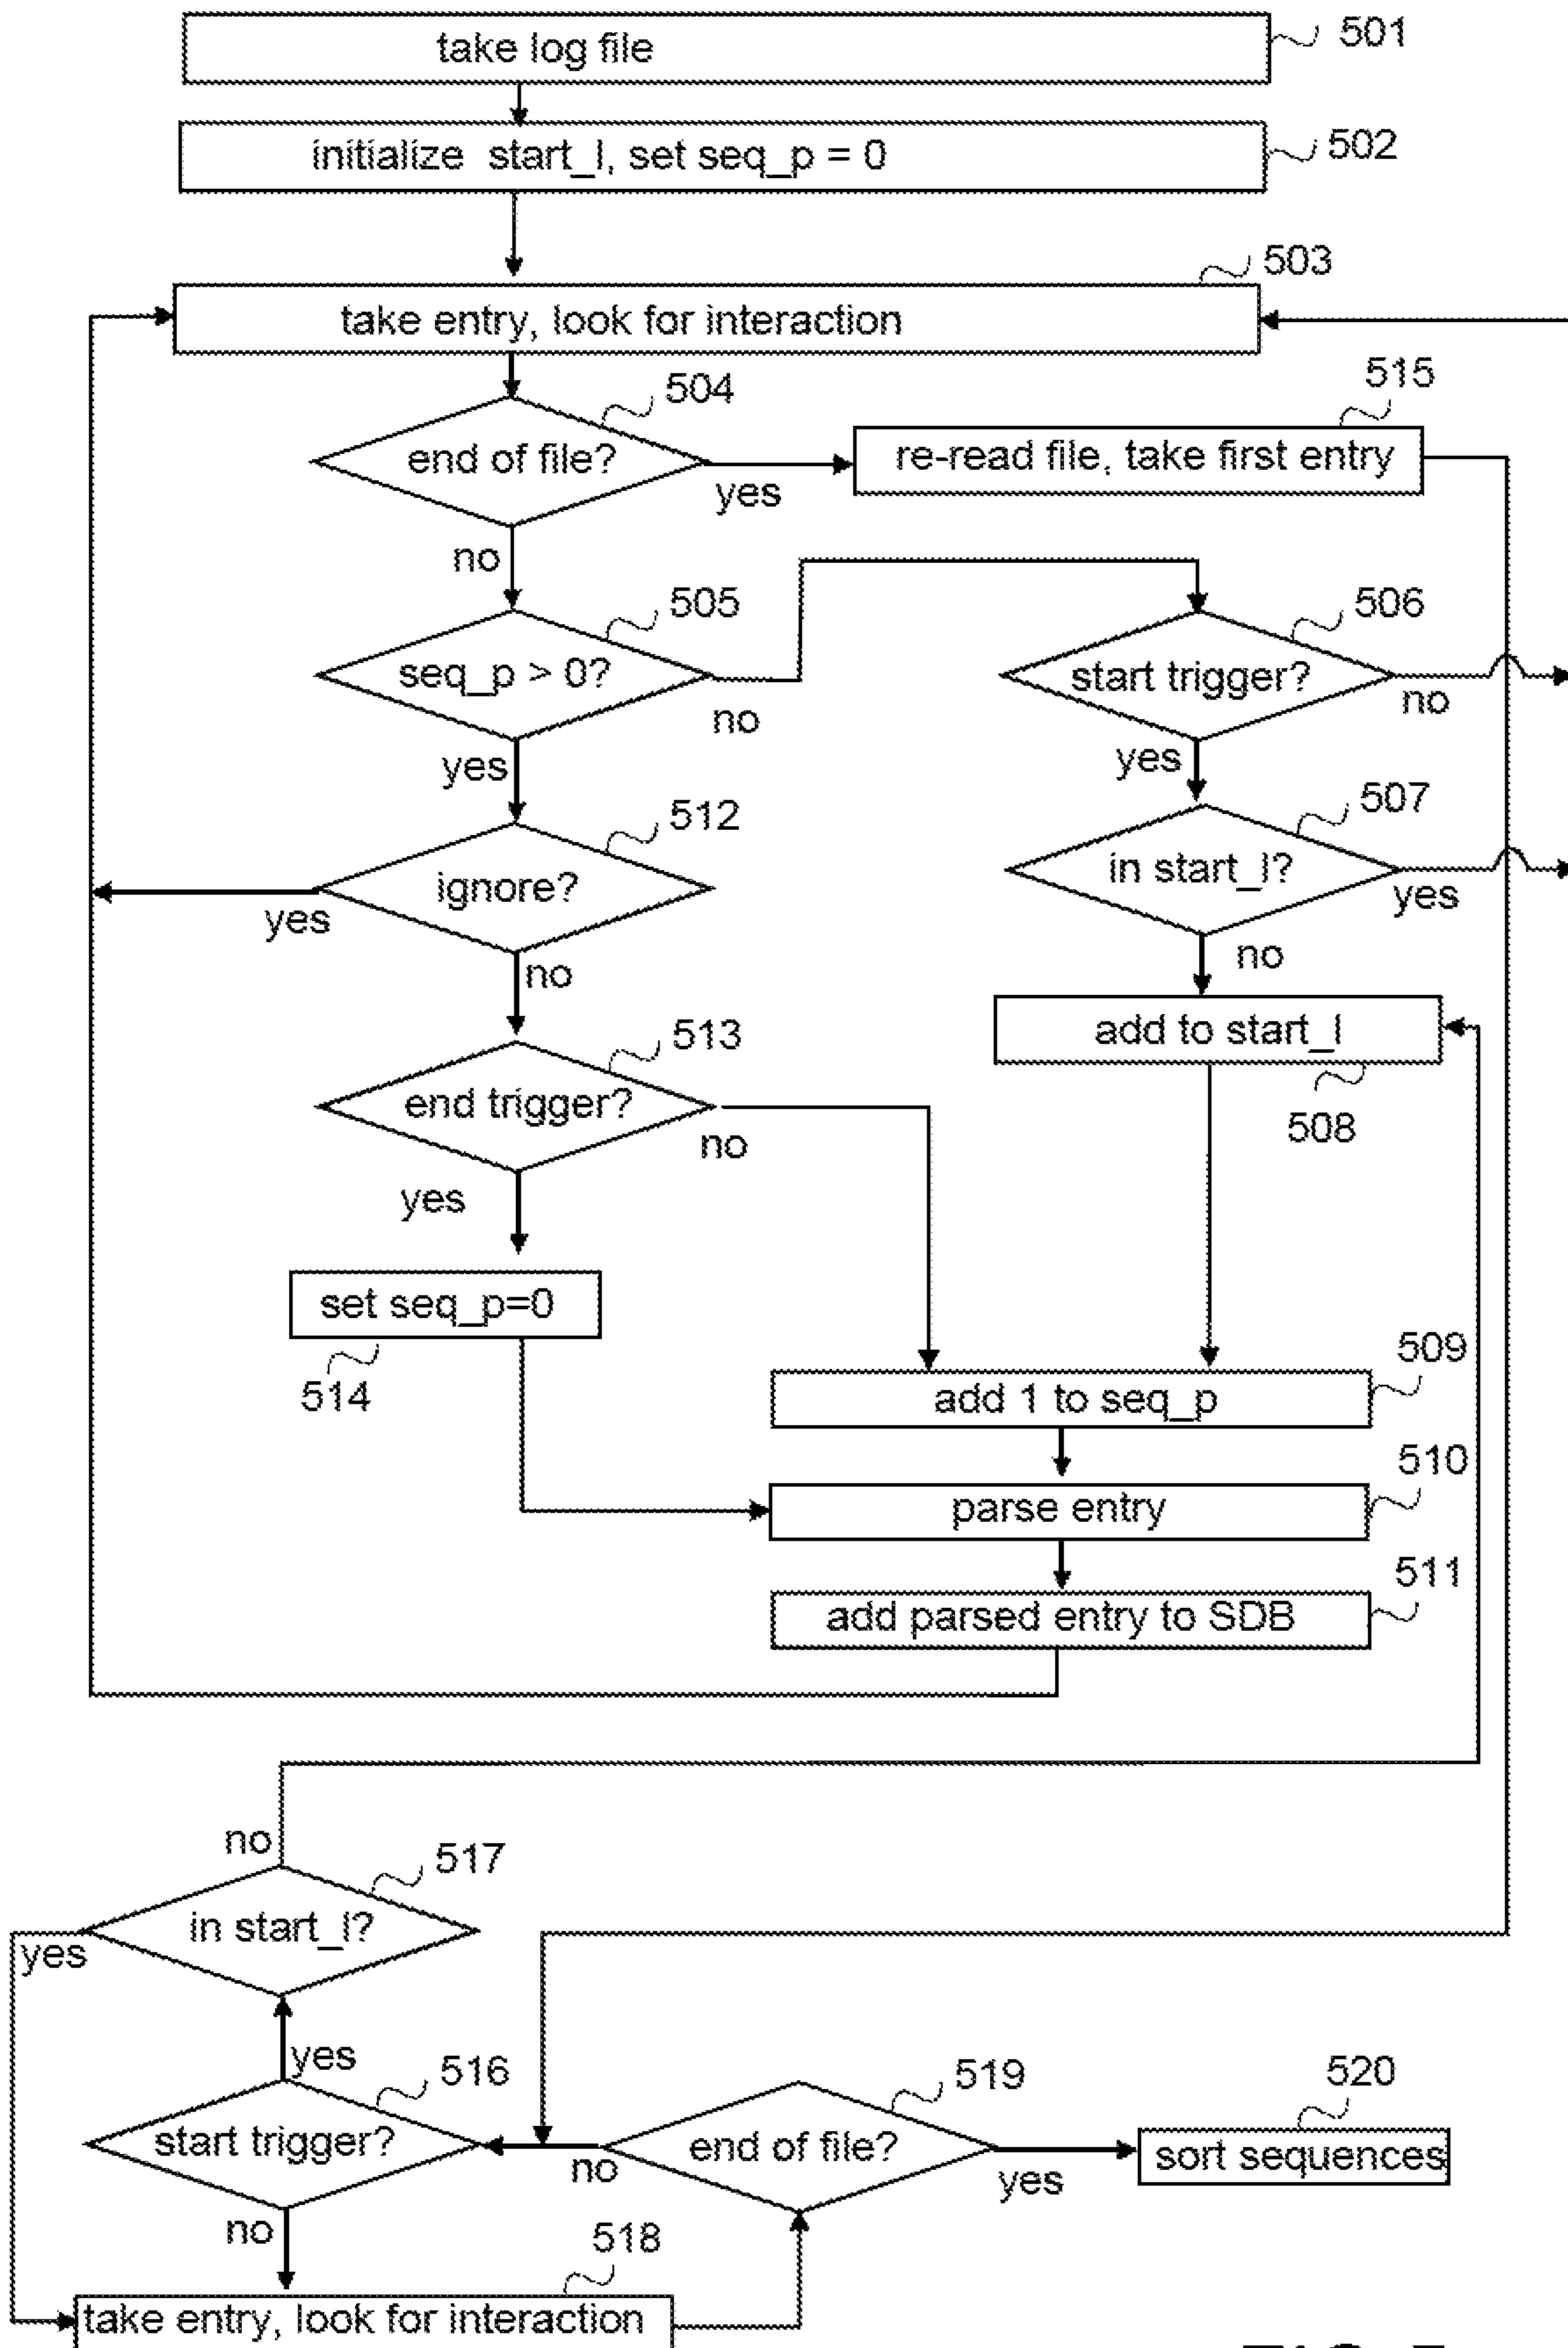 take log file
501
initialize start_l, set seq_p = 0
502
503
take entry, look for interaction
504
515
end of file?
yes
re-read file, take first entry
no
505
506
seq_p > 0?
no
start trigger?
no
yes
yes
512
507
ignore?
in start_l?
yes
yes
no
no
513
add to start_l
end trigger?
no
508
yes
set seq_p=0
514
509
add 1 to seq_p
510
parse entry
511
add parsed entry to SDB
no
517
in start_l?
yes
yes
516
519
520
start trigger?
no
end of file?
yes
sort sequences
no
518
take entry, look for interaction